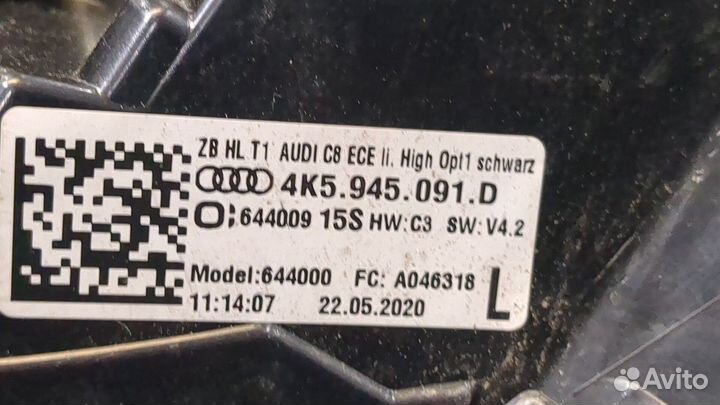 ZB HL T1 AUDI C8 ECE li. High Opt1 schwarz
4K5.945.091.D
O:644009 15S HW:C3 SW:V4.2
Model:644000 FC: A046318 L
11:14:07 22.05.2020
Avito